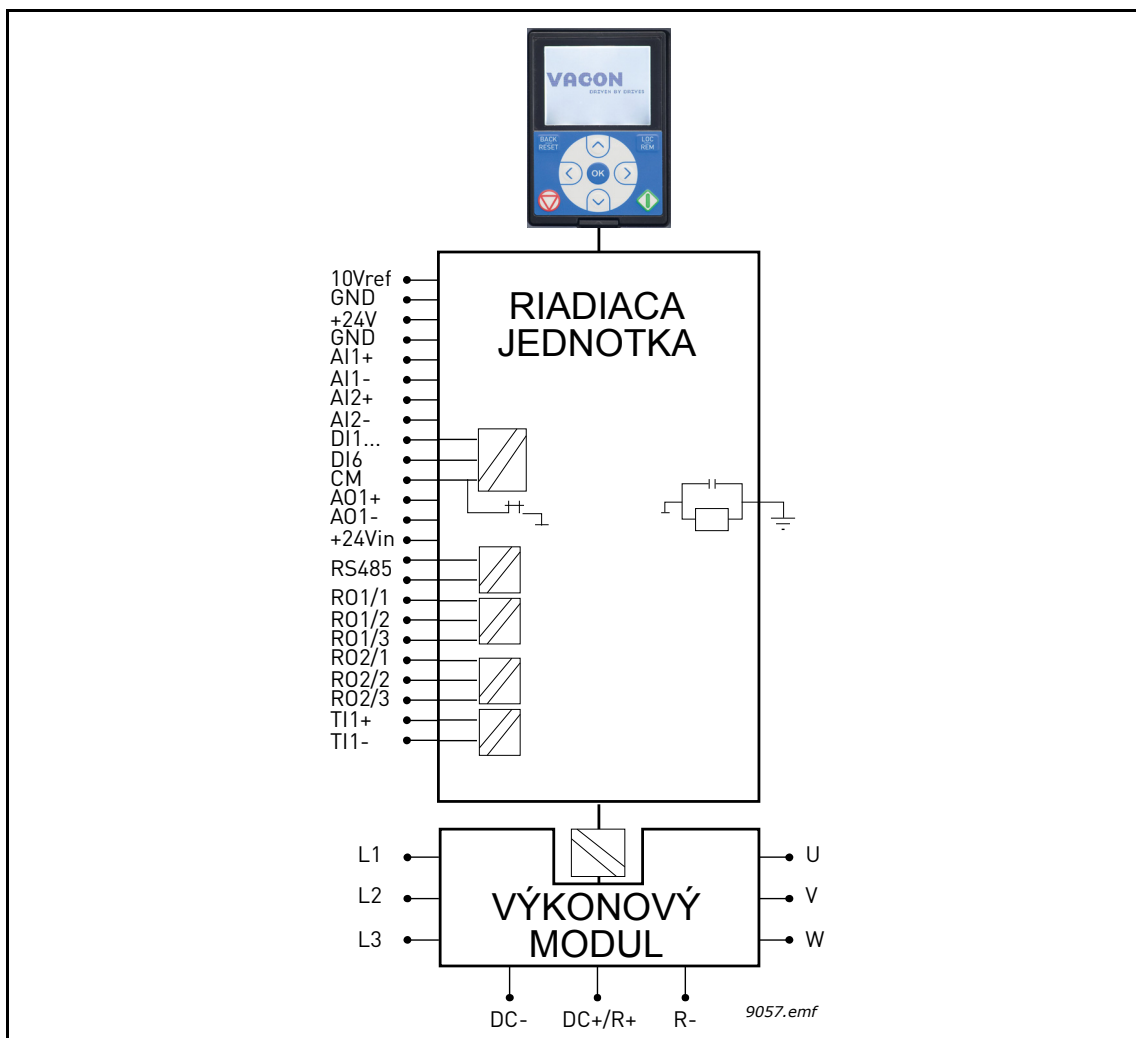 VACON
DRIVEN BY DRIVES
BACK
RESET
LOC
REM
OK
RIADIACA
JEDNOTKA
10Vref
GND
+24V
GND
AI1+
AI1-
AI2+
AI2-
DI1...
DI6
CM
AO1+
AO1-
+24Vin
RS485
RO1/1
RO1/2
RO1/3
RO2/1
RO2/2
RO2/3
TI1+
TI1-
L1
L2
L3
VÝKONOVÝ
MODUL
U
V
W
DC-
DC+/R+
R-
9057.emf